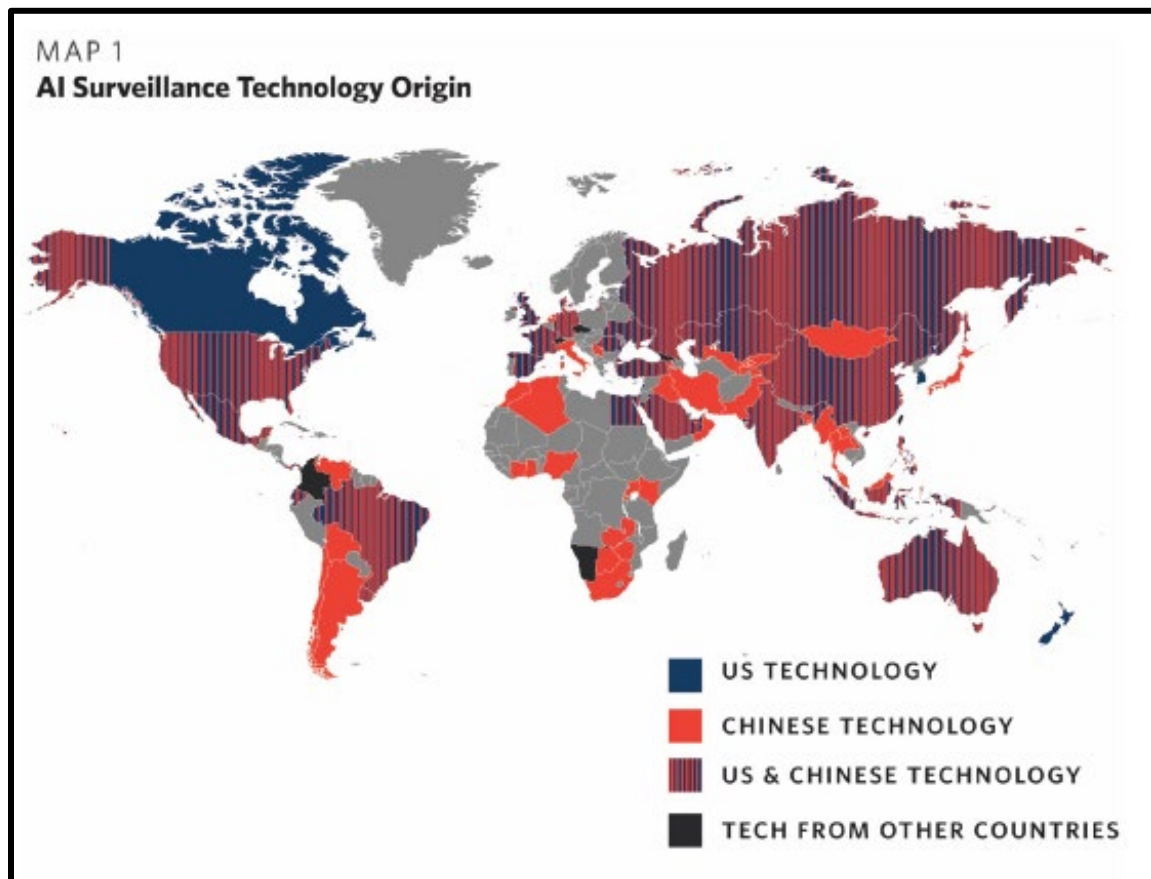 MAP 1
AI Surveillance Technology Origin
US TECHNOLOGY
CHINESE TECHNOLOGY
US & CHINESE TECHNOLOGY
TECH FROM OTHER COUNTRIES